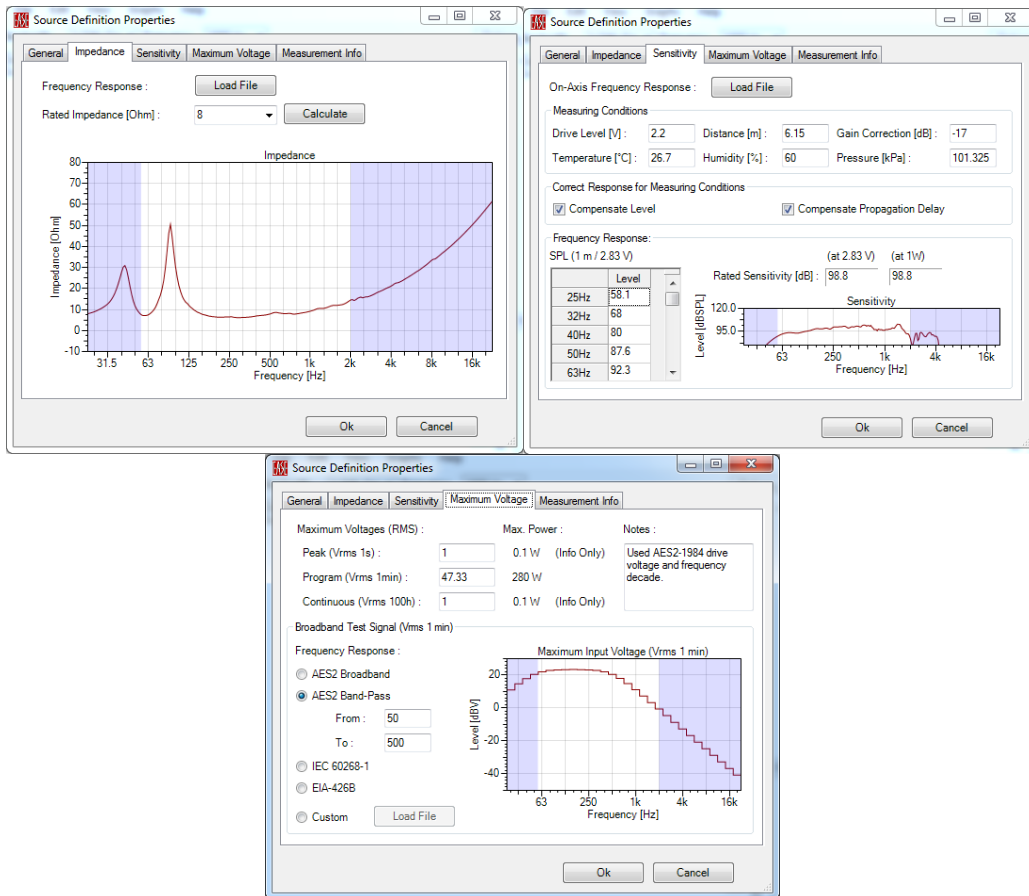 EASE Source Definition Properties
General Impedance Sensitivity Maximum Voltage Measurement Info
Frequency Response : Load File
Rated Impedance [Ohm] : 8 Calculate
Impedance
Impedance [Ohm]
80
70
60
50
40
30
20
10
0
-10
31.5 63 125 250 500 1k 2k 4k 8k 16k
Frequency [Hz]
Ok Cancel
EASE Source Definition Properties
General Impedance Sensitivity Maximum Voltage Measurement Info
On-Axis Frequency Response : Load File
Measuring Conditions
Drive Level [V] : 2.2 Distance [m] : 6.15 Gain Correction [dB] : -17
Temperature [°C] : 26.7 Humidity [%] : 60 Pressure [kPa] : 101.325
Correct Response for Measuring Conditions
Compensate Level Compensate Propagation Delay
Frequency Response:
SPL (1 m / 2.83 V) (at 2.83 V) (at 1W)
Rated Sensitivity [dB] : 98.8 98.8
Level
25Hz 58.1
32Hz 68
40Hz 80
50Hz 87.6
63Hz 92.3
Sensitivity
Level [dBSPL]
120.0
95.0
63 250 1k 4k 16k
Frequency [Hz]
Ok Cancel
EASE Source Definition Properties
General Impedance Sensitivity Maximum Voltage Measurement Info
Maximum Voltages (RMS) : Max. Power : Notes :
Peak (Vrms 1s) : 1 0.1 W (Info Only)
Program (Vrms 1min) : 47.33 280 W
Continuous (Vrms 100h) : 1 0.1 W (Info Only)
Used AES2-1984 drive
voltage and frequency
decade.
Broadband Test Signal (Vrms 1 min)
Frequency Response :
AES2 Broadband
AES2 Band-Pass
From : 50
To : 500
IEC 60268-1
EIA-426B
Custom Load File
Maximum Input Voltage (Vrms 1 min)
Level [dBV]
20
0
-20
-40
63 250 1k 4k 16k
Frequency [Hz]
Ok Cancel